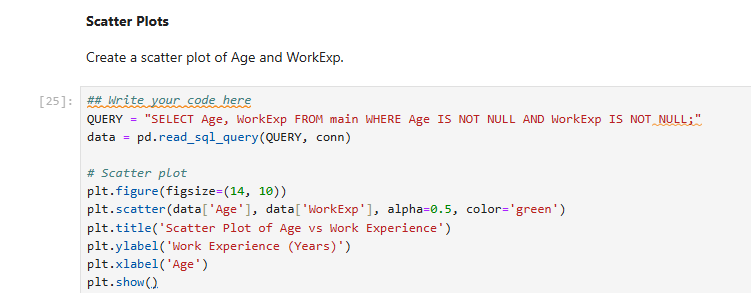 Scatter Plots
Create a scatter plot of Age and WorkExp.
[25]:
## Write your code here
QUERY = "SELECT Age, WorkExp FROM main WHERE Age IS NOT NULL AND WorkExp IS NOT NULL;"
data = pd.read_sql_query(QUERY, conn)
# Scatter plot
plt.figure(figsize=(14, 10))
plt.scatter(data['Age'], data['WorkExp'], alpha=0.5, color='green')
plt.title('Scatter Plot of Age vs Work Experience')
plt.ylabel('Work Experience (Years)')
plt.xlabel('Age')
plt.show()